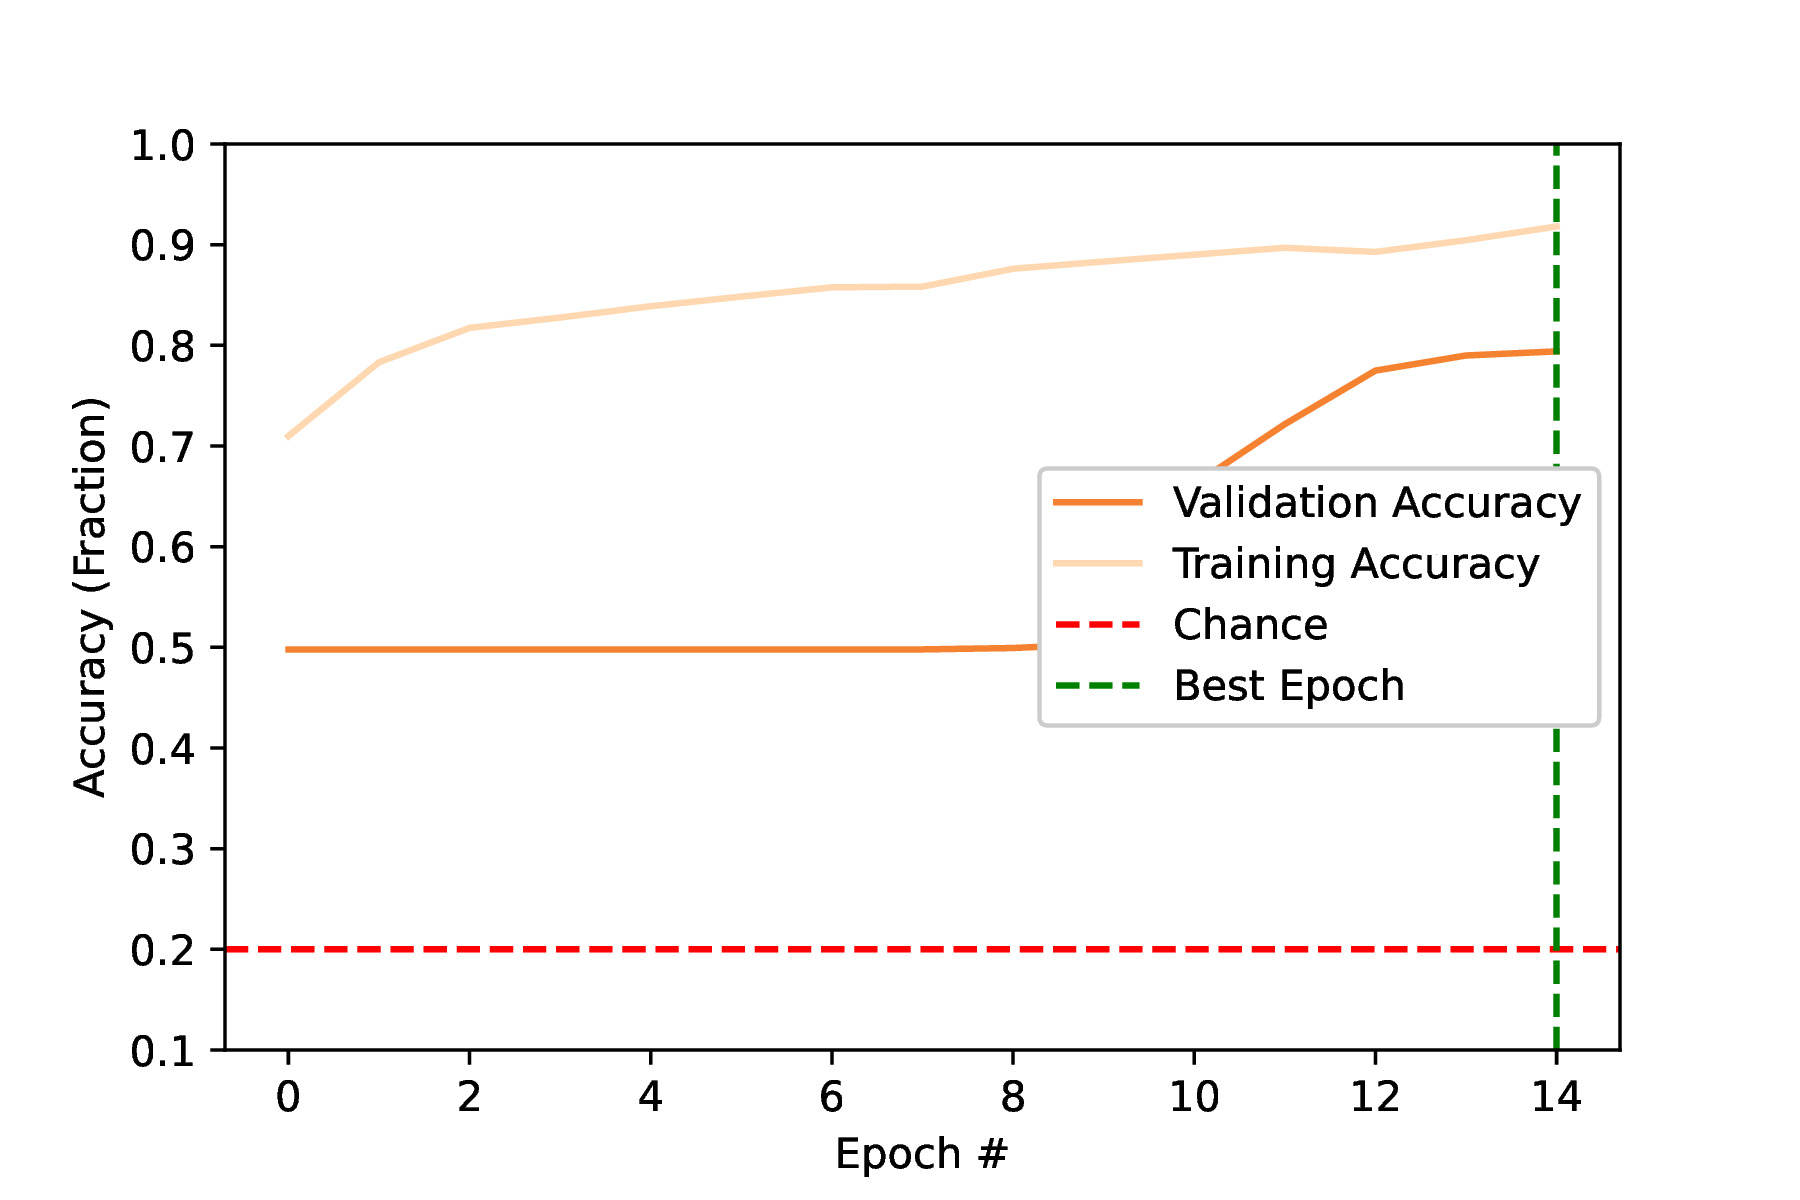 1.0
0.9
0.8
0.7
0.6
0.5
0.4
0.3
0.2
0.1
Accuracy (Fraction)
Validation Accuracy
Training Accuracy
Chance
Best Epoch
0 2 4 6 8 10 12 14
Epoch #